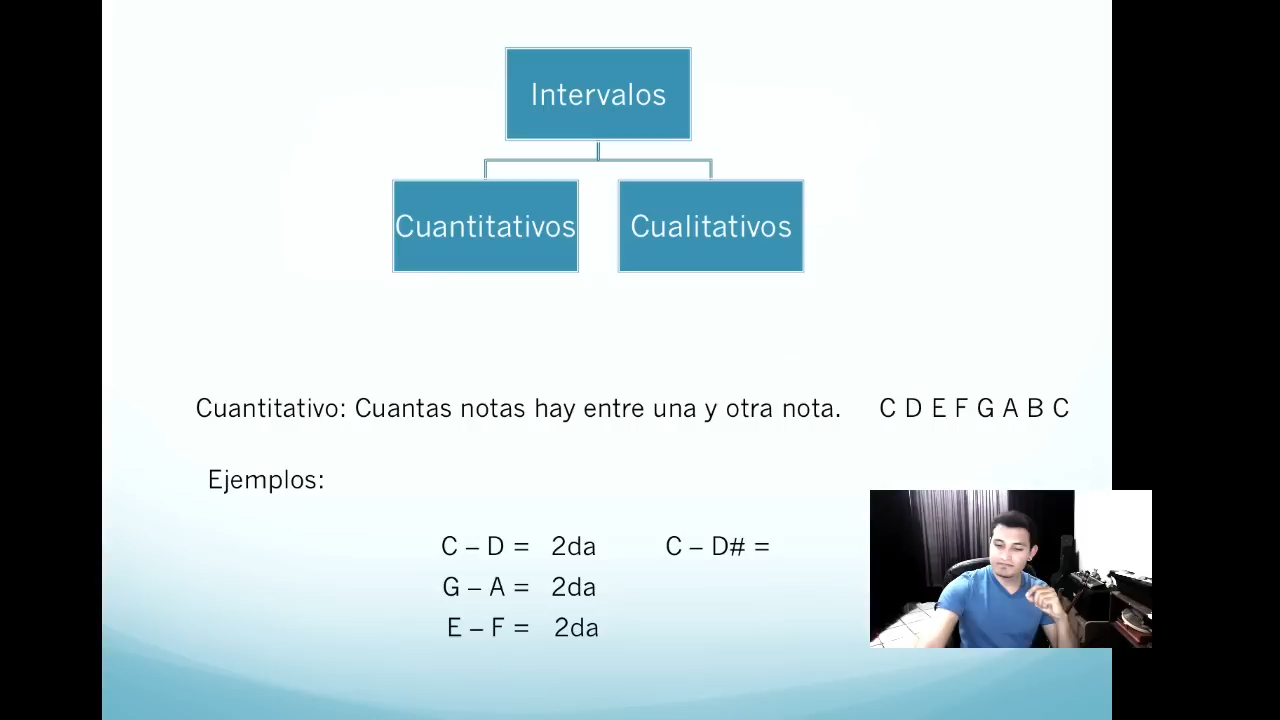 Intervalos
Cuantitativos
Cualitativos
Cuantitativo: Cuantas notas hay entre una y otra nota. C D E F G A B C
Ejemplos:
C – D = 2da C – D# =
G – A = 2da
E – F = 2da